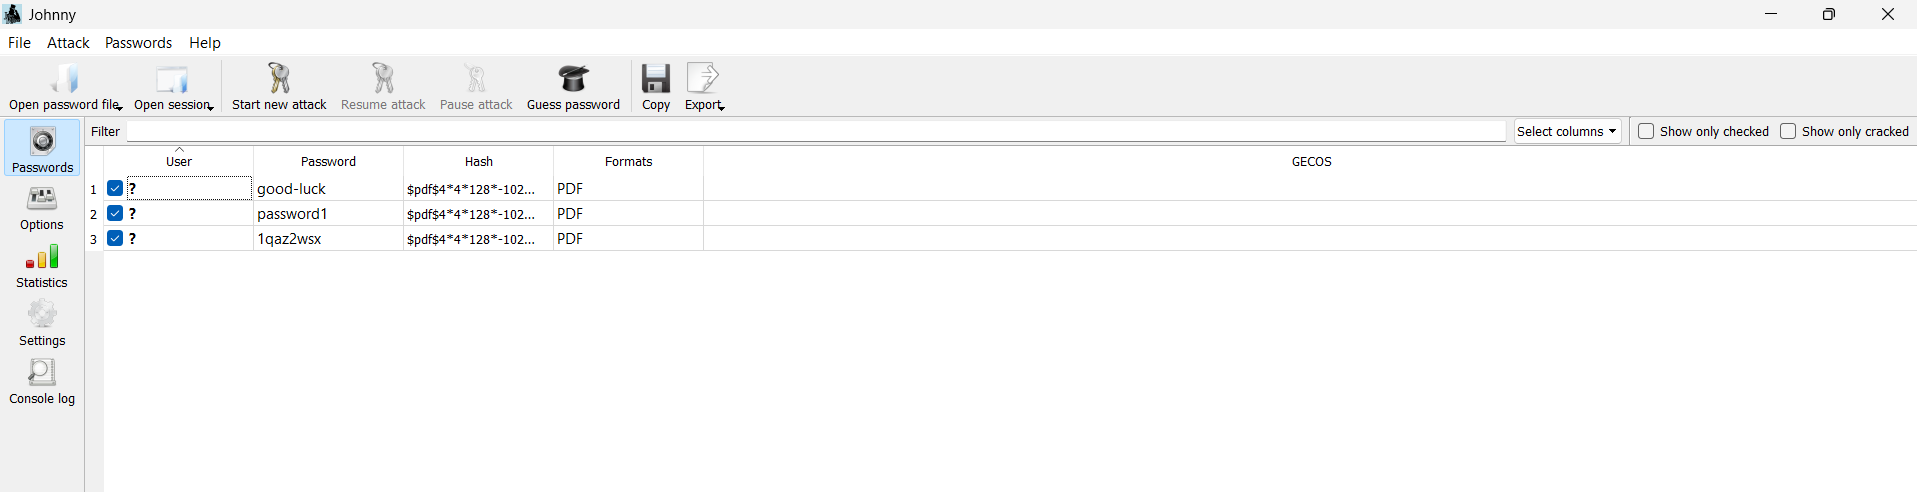 Johnny
File Attack Passwords Help
Open password file Open session Start new attack Resume attack Pause attack Guess password Copy Export
Passwords
Options
Statistics
Settings
Console log
Filter Select columns Show only checked Show only cracked
User Password Hash Formats GECOS
1 ? good-luck $pdf$4*4*128*-102... PDF
2 ? password1 $pdf$4*4*128*-102... PDF
3 ? 1qaz2wsx $pdf$4*4*128*-102... PDF